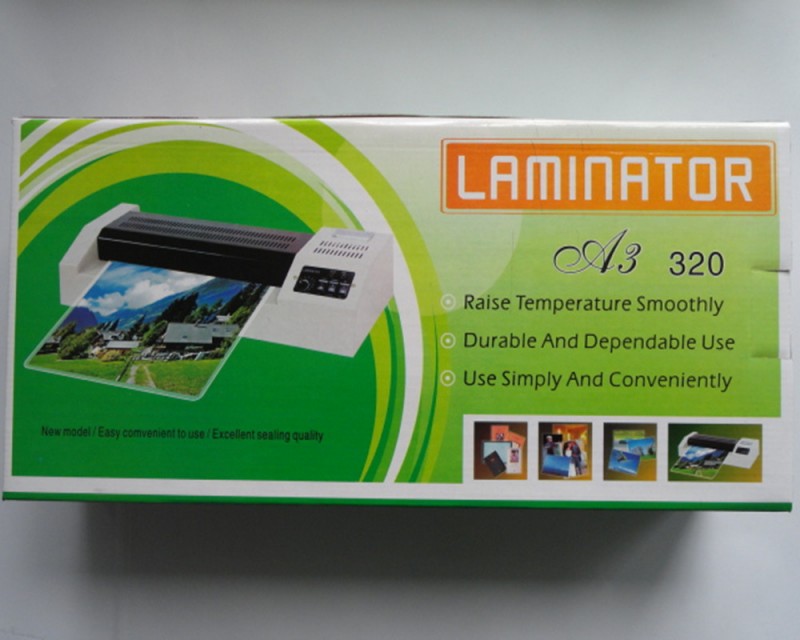 LAMINATOR
A3 320
Raise Temperature Smoothly
Durable And Dependable Use
Use Simply And Conveniently
New model / Easy comvenient to use / Excellent sealing quality